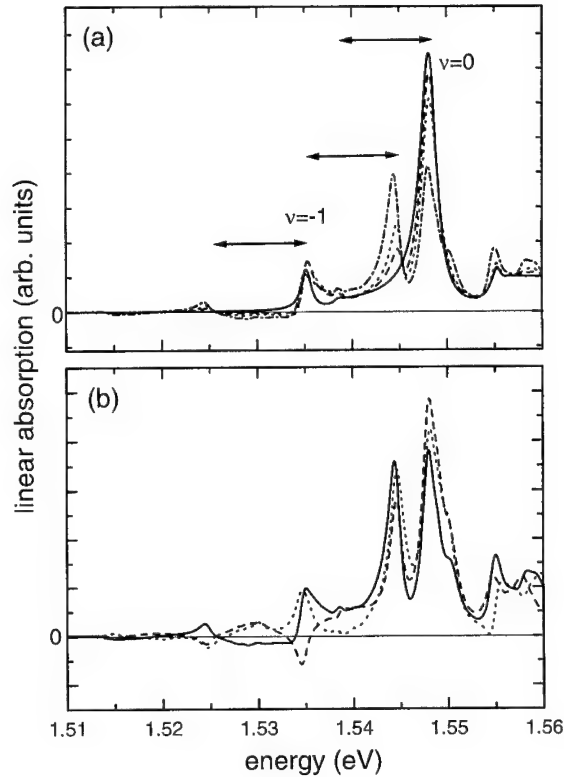 (a)
ν=0
ν=-1
0
(b)
0
linear absorption (arb. units)
1.51 1.52 1.53 1.54 1.55 1.56
energy (eV)